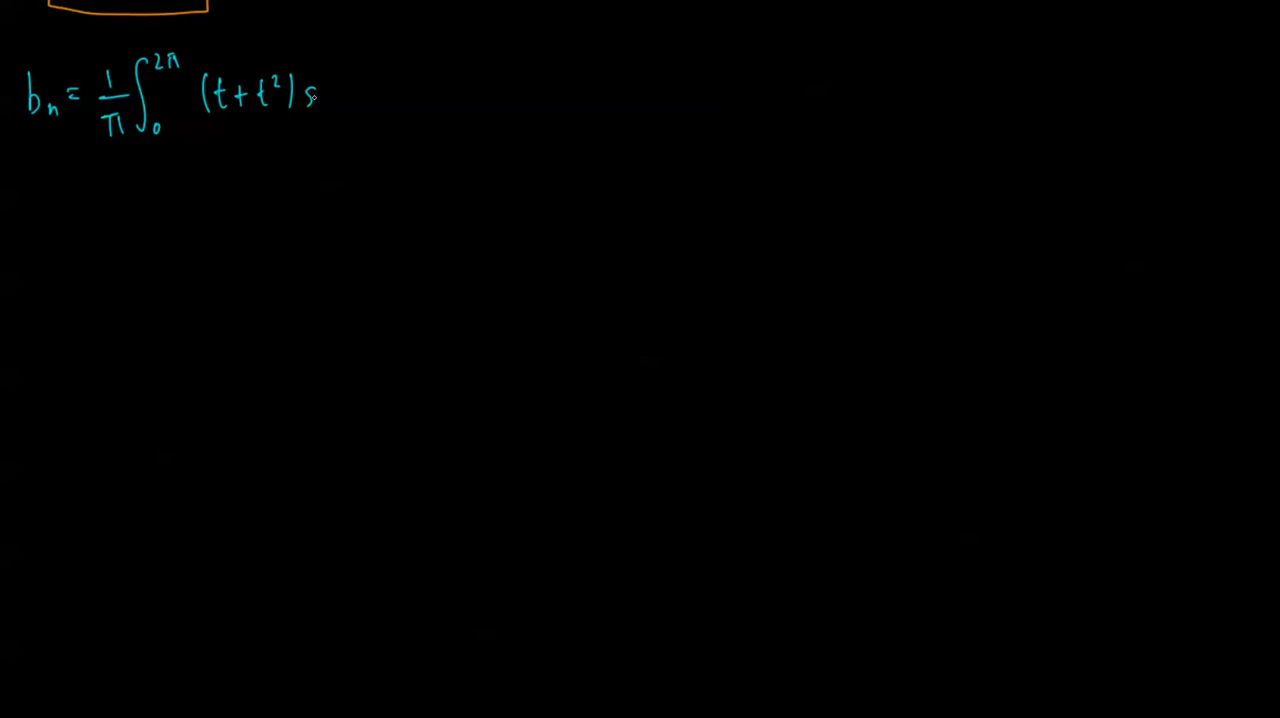 bₙ = 1/π ∫₀^2π (t + t²) s